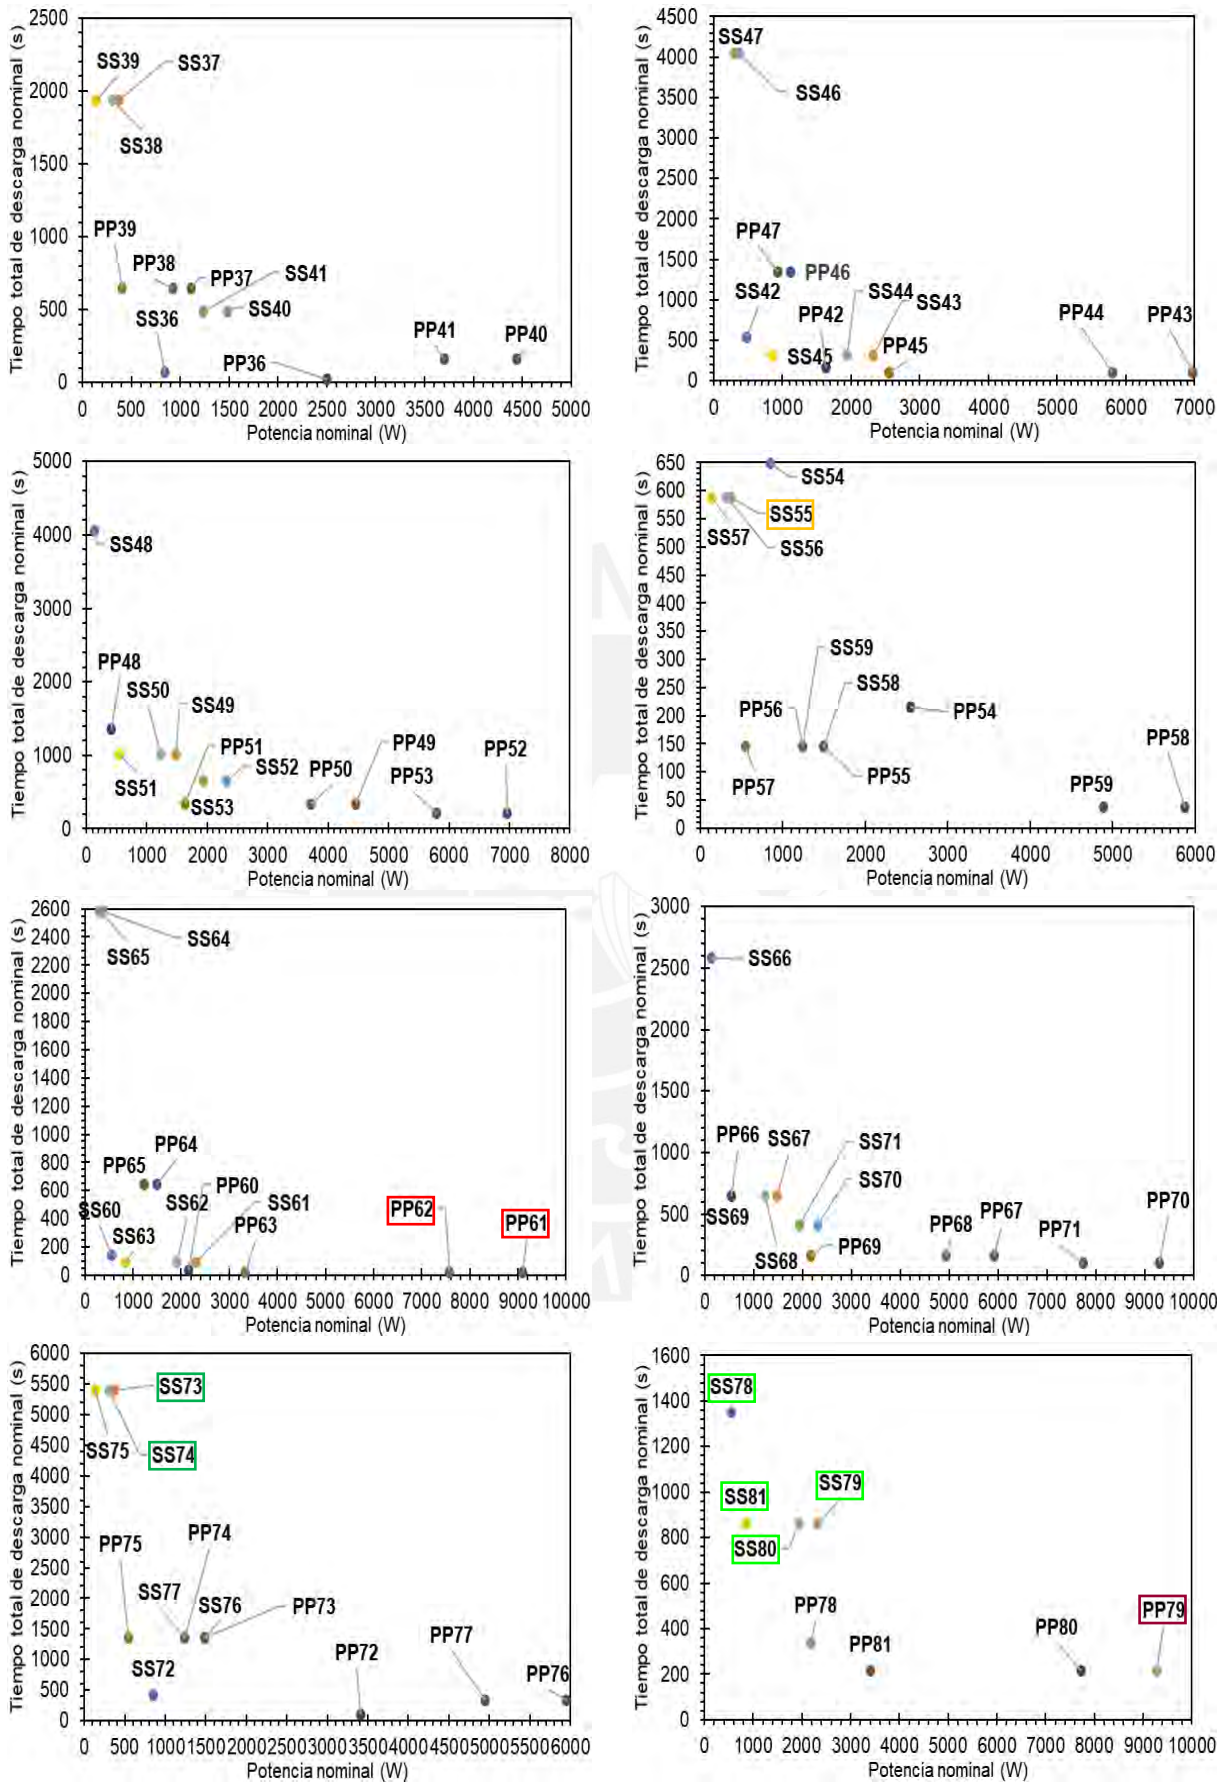 Tiempo total de descarga nominal (s)
2500
2000
1500
1000
500
0
SS39
SS37
SS38
PP39
PP38
PP37
SS41
SS40
SS36
PP36
PP41
PP40
0 500 1000 1500 2000 2500 3000 3500 4000 4500 5000
Potencia nominal (W)
Tiempo total de descarga nominal (s)
4500
4000
3500
3000
2500
2000
1500
1000
500
0
SS47
SS46
PP47
PP46
SS42
PP42
SS44
SS43
SS45
PP45
PP44
PP43
0 1000 2000 3000 4000 5000 6000 7000
Potencia nominal (W)
Tiempo total de descarga nominal (s)
5000
4000
3000
2000
1000
0
SS48
PP48
SS50
SS49
SS51
PP51
SS52
SS53
PP50
PP49
PP53
PP52
0 1000 2000 3000 4000 5000 6000 7000 8000
Potencia nominal (W)
Tiempo total de descarga nominal (s)
650
600
550
500
450
400
350
300
250
200
150
100
50
0
SS54
SS55
SS57
SS56
SS59
SS58
PP56
PP54
PP57
PP55
PP59
PP58
0 1000 2000 3000 4000 5000 6000
Potencia nominal (W)
Tiempo total de descarga nominal (s)
2600
2400
2200
2000
1800
1600
1400
1200
1000
800
600
400
200
0
SS64
SS65
PP64
PP65
SS60
SS62
PP60
SS61
SS63
PP63
PP62
PP61
0 1000 2000 3000 4000 5000 6000 7000 8000 9000 10000
Potencia nominal (W)
Tiempo total de descarga nominal (s)
3000
2500
2000
1500
1000
500
0
SS66
PP66
SS67
SS71
SS70
SS69
SS68
PP69
PP68
PP67
PP71
PP70
0 1000 2000 3000 4000 5000 6000 7000 8000 9000 10000
Potencia nominal (W)
Tiempo total de descarga nominal (s)
6000
5500
5000
4500
4000
3500
3000
2500
2000
1500
1000
500
0
SS73
SS75
SS74
PP75
PP74
SS77
SS76
PP73
SS72
PP72
PP77
PP76
0 500 1000 1500 2000 2500 3000 3500 4000 4500 5000 5500 6000
Potencia nominal (W)
Tiempo total de descarga nominal (s)
1600
1400
1200
1000
800
600
400
200
0
SS78
SS81
SS79
SS80
PP78
PP81
PP80
PP79
0 1000 2000 3000 4000 5000 6000 7000 8000 9000 10000
Potencia nominal (W)